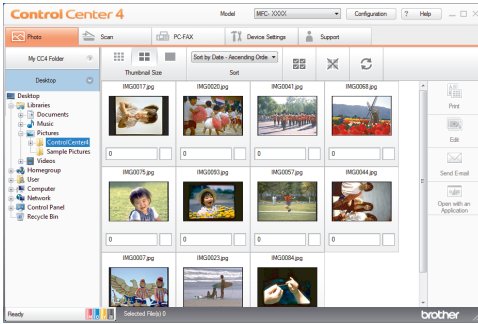 Control Center 4
Model
MFC- XXXX
Configuration
?
Help
Photo
Scan
PC-FAX
Device Settings
Support
My CC4 Folder
Desktop
Thumbnail Size
Sort by Date - Ascending Orde
Sort
Desktop
Libraries
Documents
Music
Pictures
ControlCenter4
Sample Pictures
Videos
Homegroup
User
Computer
Network
Control Panel
Recycle Bin
IMG0017.jpg
IMG0020.jpg
IMG0041.jpg
IMG0068.jpg
0
0
0
0
IMG0075.jpg
IMG0093.jpg
IMG0057.jpg
IMG0044.jpg
0
0
0
0
IMG0007.jpg
IMG0023.jpg
IMG0084.jpg
Print
Edit
Send E-mail
Open with an
Application
Ready
Selected File(s) 0
brother